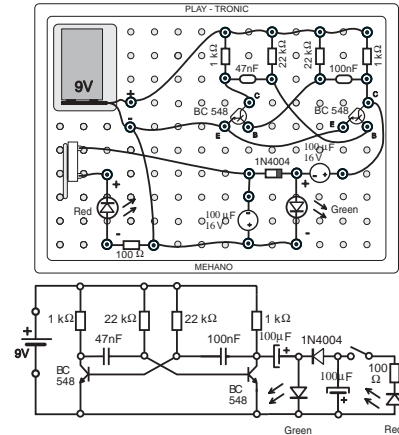 PLAY - TRONIC
9V
+
-
1 kΩ
47nF
22 kΩ
22 kΩ
100nF
1 kΩ
C
BC 548
E
B
C
BC 548
E
B
1N4004
100 μF
16 V
+
Red
-
100 Ω
+
100 μF
16 V
+
Green
-
+
MEHANO
+
9V
1 kΩ
22 kΩ
22 kΩ
1 kΩ
47nF
100nF
100μF
+
1N4004
BC
548
BC
548
100μF
+
100
Ω
Green
Red